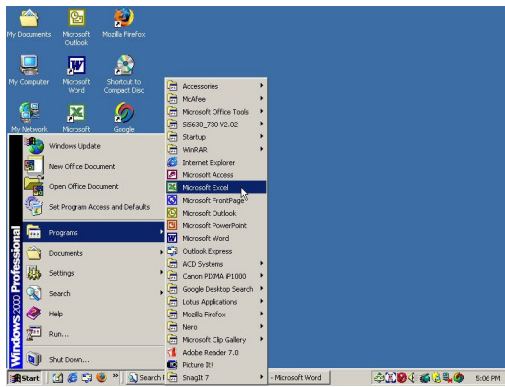 My Documents
Microsoft
Outlook
Mozilla Firefox
My Computer
Microsoft
Word
Shortcut to
Compact Disc
My Network
Microsoft
Google
Windows Update
New Office Document
Open Office Document
Set Program Access and Defaults
Programs
Documents
Settings
Search
Help
Run...
Shut Down...
Windows 2000 Professional
Accessories
McAfee
Microsoft Office Tools
SiS630_730 V2.02
Startup
WinRAR
Internet Explorer
Microsoft Access
Microsoft Excel
Microsoft FrontPage
Microsoft Outlook
Microsoft PowerPoint
Microsoft Word
Outlook Express
ACD Systems
Canon PIXMA iP1000
Google Desktop Search
Lotus Applications
Mozilla Firefox
Nero
Microsoft Clip Gallery
Adobe Reader 7.0
Picture It!
SnagIt 7
Start
»
Search
- Microsoft Word
5:06 PM